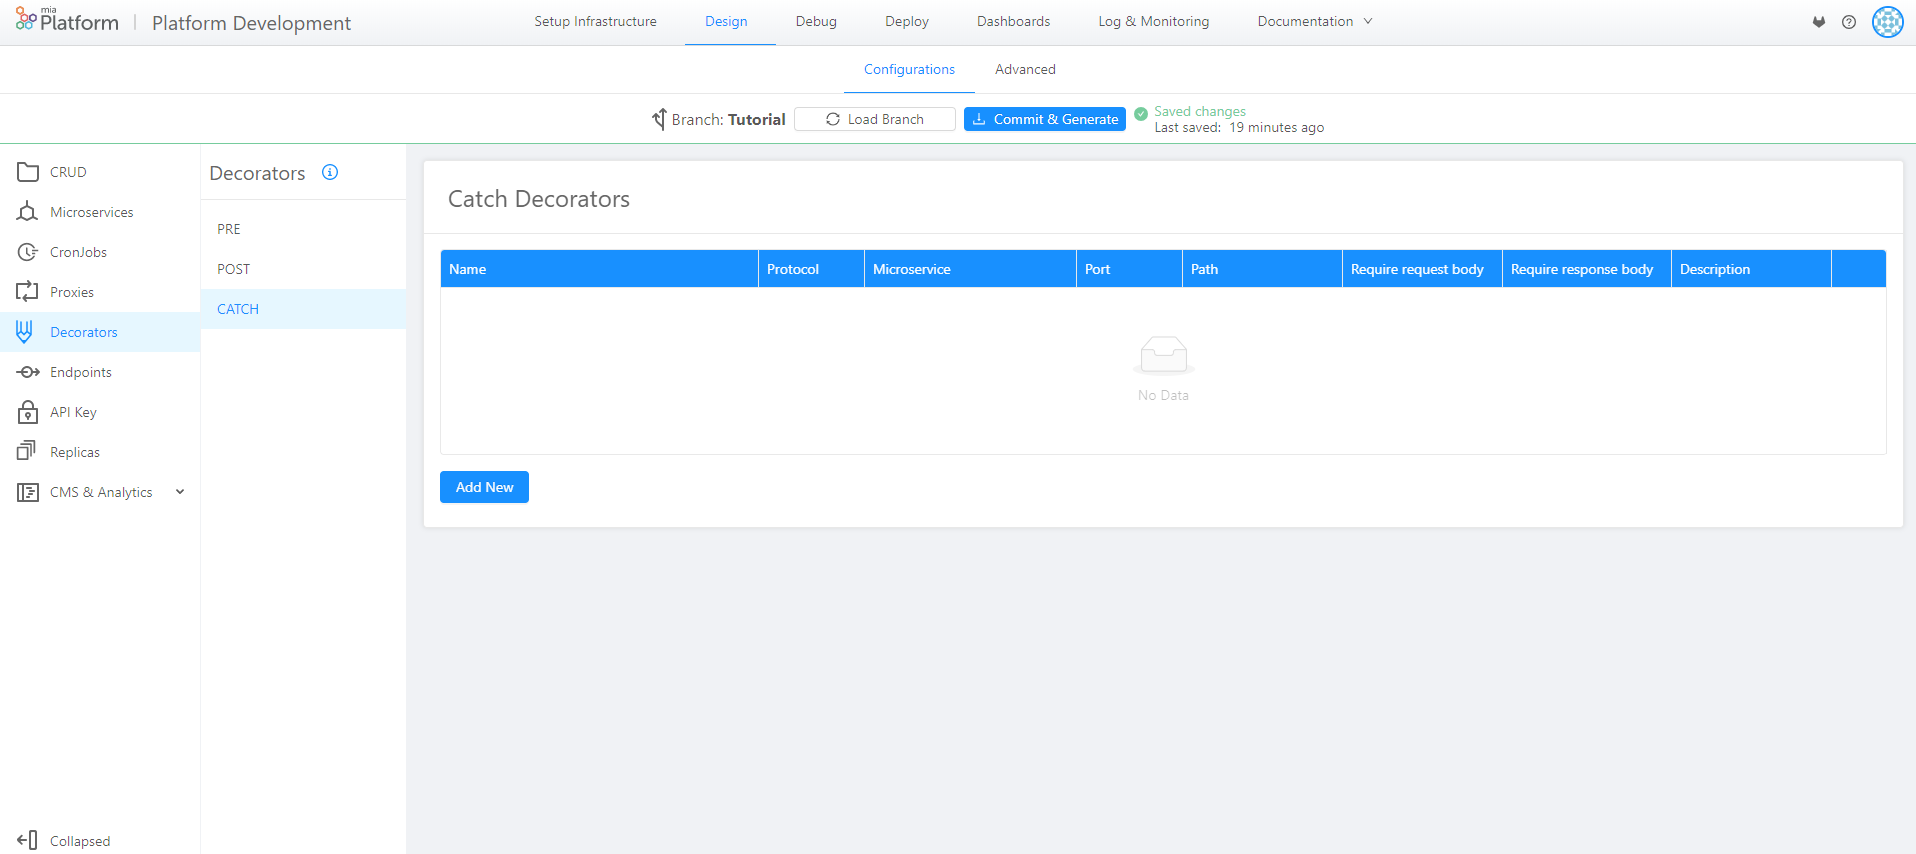 mia
Platform
Platform Development
Setup Infrastructure
Design
Debug
Deploy
Dashboards
Log & Monitoring
Documentation
Configurations
Advanced
Branch: Tutorial
Load Branch
Commit & Generate
Saved changes
Last saved: 19 minutes ago
CRUD
Microservices
CronJobs
Proxies
Decorators
Endpoints
API Key
Replicas
CMS & Analytics
Collapsed
Decorators
PRE
POST
CATCH
Catch Decorators
Name
Protocol
Microservice
Port
Path
Require request body
Require response body
Description
No Data
Add New